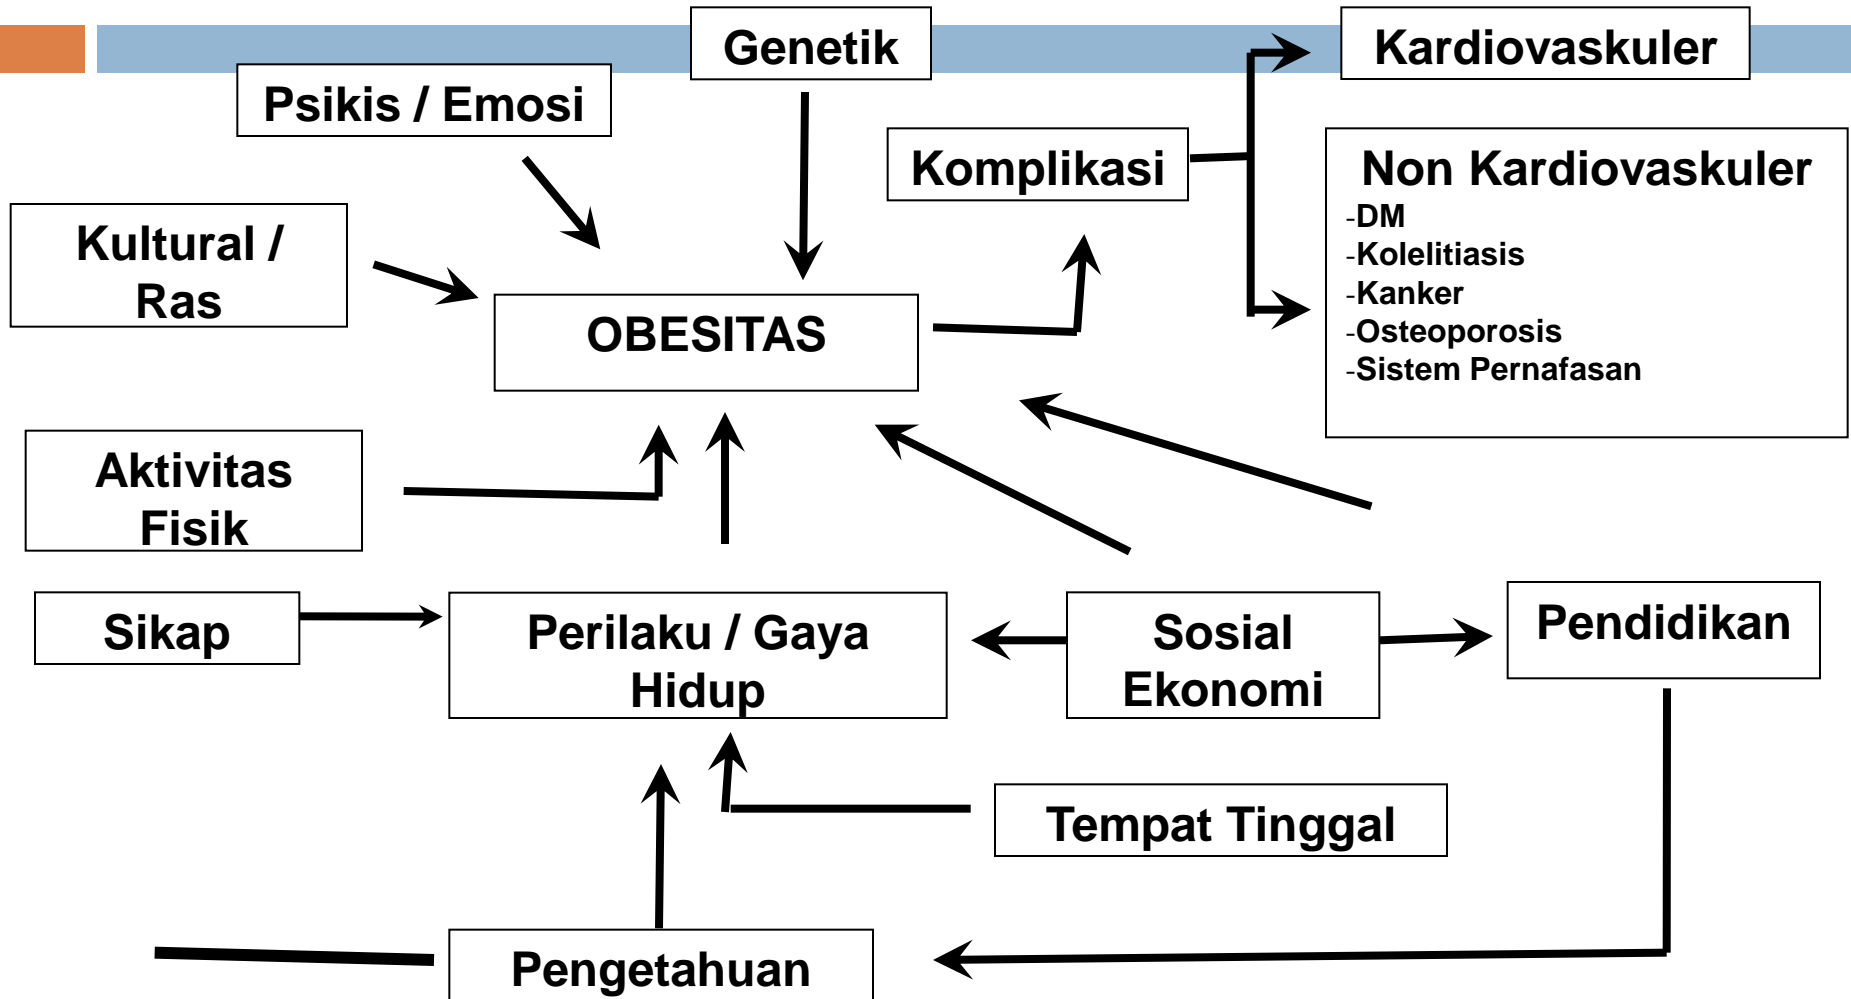 Genetik
Kardiovaskuler
Psikis / Emosi
Komplikasi
Non Kardiovaskuler
-DM
-Kolelitiasis
-Kanker
-Osteoporosis
-Sistem Pernafasan
Kultural /
Ras
OBESITAS
Aktivitas
Fisik
Sikap
Perilaku / Gaya
Hidup
Sosial
Ekonomi
Pendidikan
Tempat Tinggal
Pengetahuan